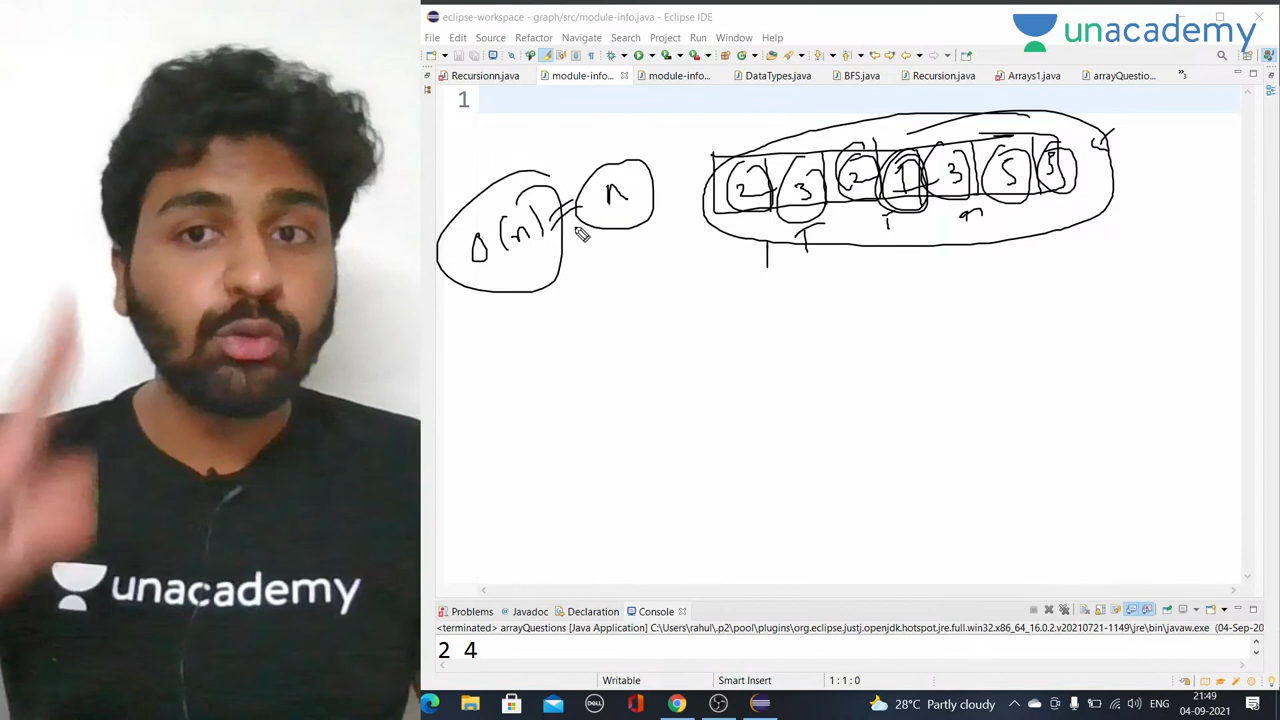 eclipse-workspace - graph/src/module-info.java - Eclipse IDE
unacademy
File Edit Source Refactor Navigate Search Project Run Window Help
Recursionn.java module-info... module-info... DataTypes.java BFS.java Recursion.java Arrays1.java arrayQuestio... »3
1
2 3 2 1 3 5 5
O(n) = n
unacademy
Problems Javadoc Declaration Console
<terminated> arrayQuestions [Java Application] C:\Users\rahul\.p2\pool\plugins\org.eclipse.justj.openjdk.hotspot.jre.full.win32.x86_64_16.0.2.v20210721-1149\jre\bin\javaw.exe (04-Sep-20
2 4
Writable Smart Insert 1:1:0
DELL 28°C Partly cloudy ENG 21:49
04-09-2021